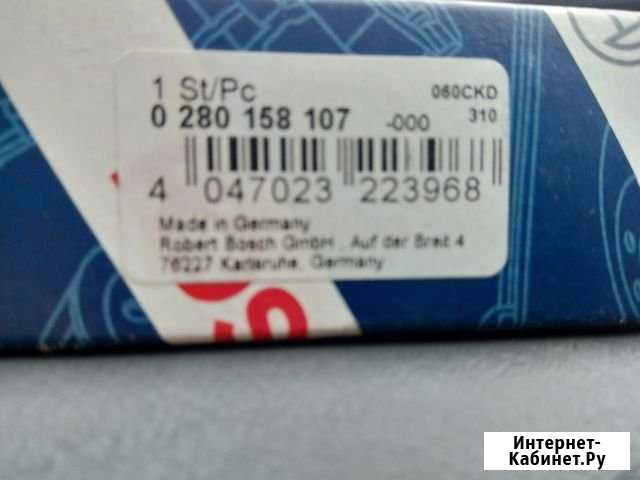 1 St/Pc 060CKD
0 280 158 107 -000 310
4 047023 223968
Made in Germany
Robert Bosch GmbH , Auf der Breit 4
76227 Karlsruhe, Germany
Интернет-
Кабинет.Ру